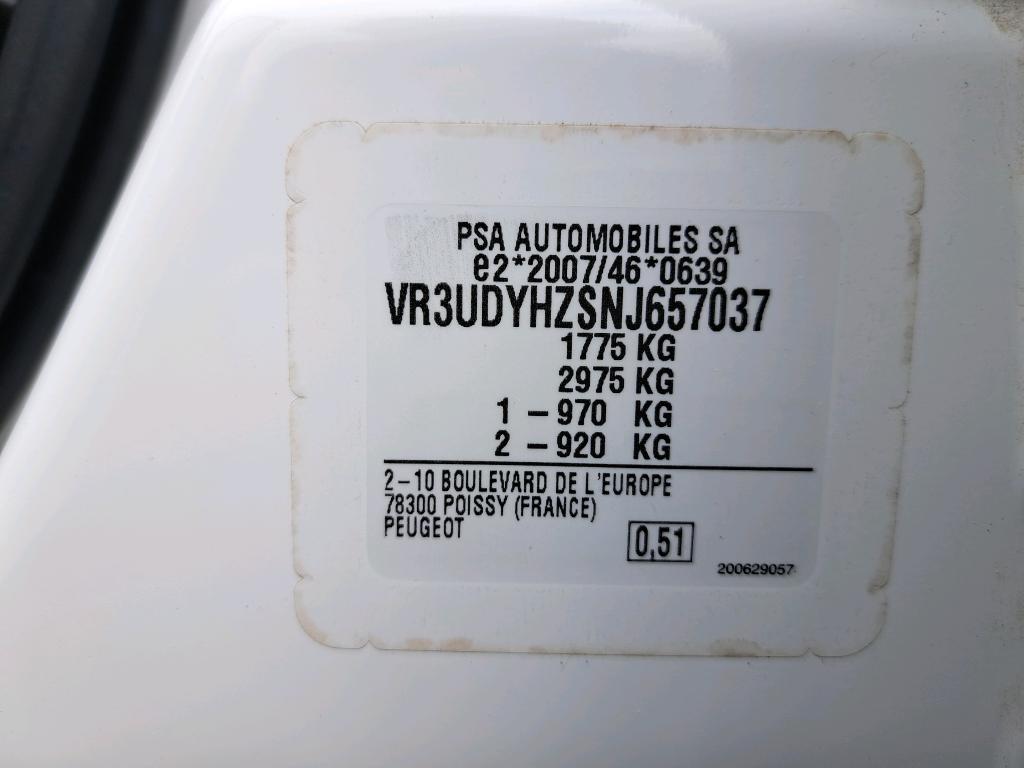 PSA AUTOMOBILES SA
e2*2007/46*0639
VR3UDYHZSNJ657037
1775 KG
2975 KG
1 – 970 KG
2 – 920 KG
2–10 BOULEVARD DE L'EUROPE
78300 POISSY (FRANCE)
PEUGEOT
0,51
200629057